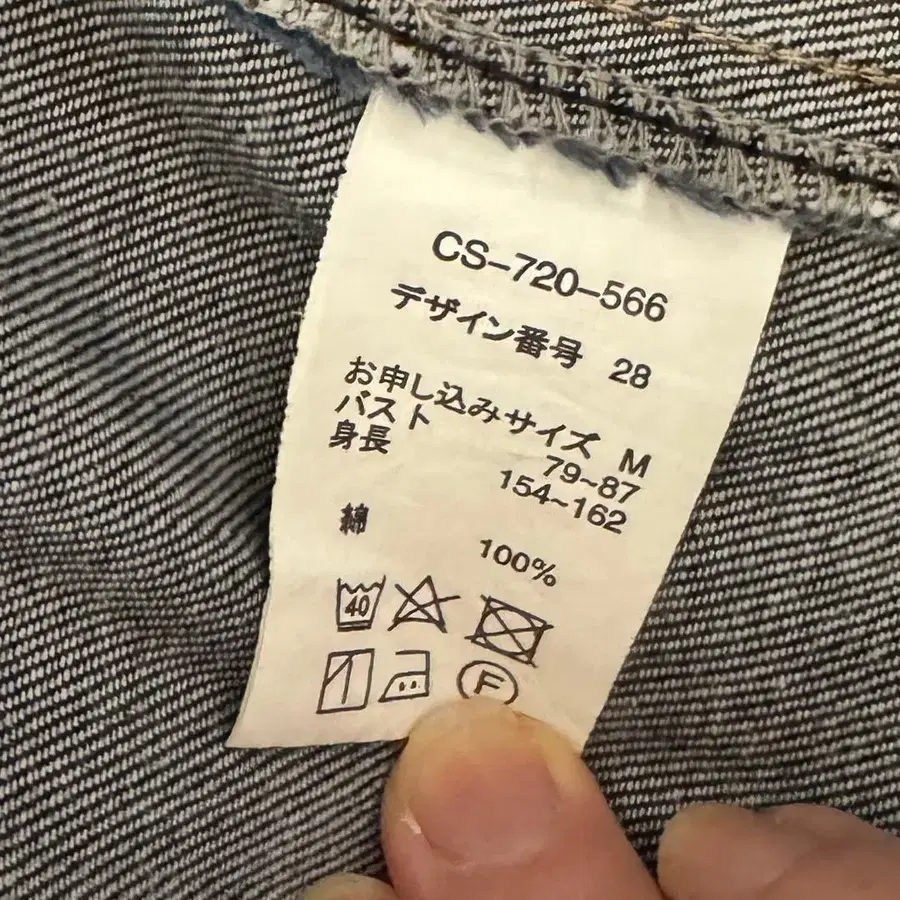 CS-720-566
デザイン番号 28
お申し込みサイズ M
バスト 79~87
身長 154~162
綿 100%
40
F